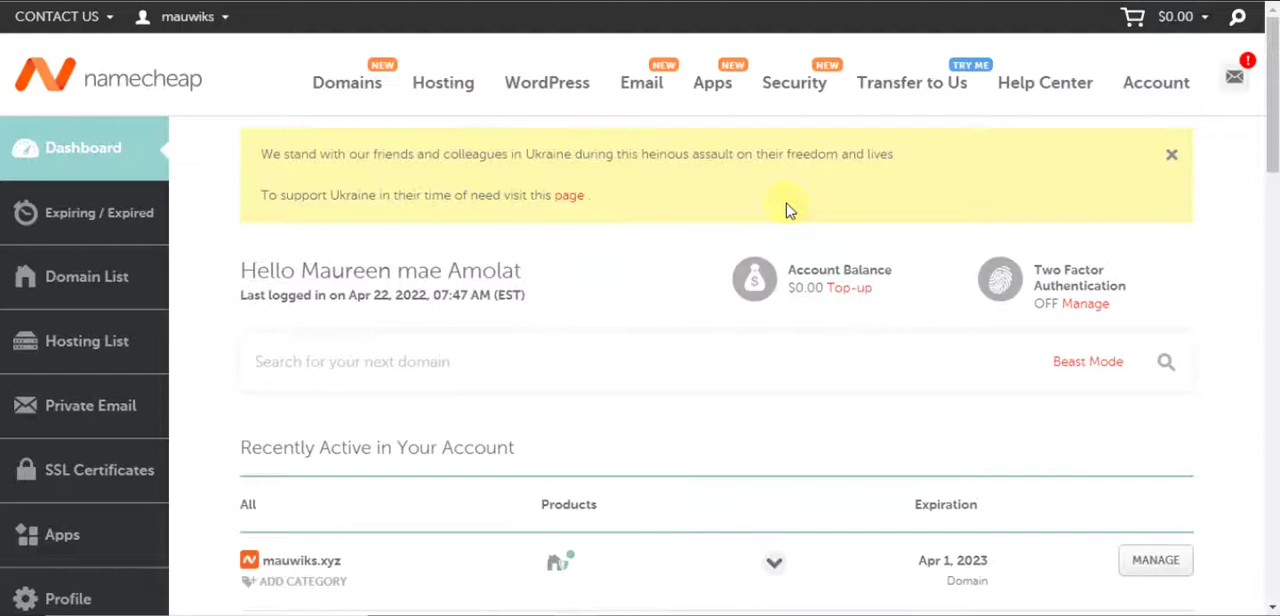 CONTACT US mauwiks $0.00
namecheap
NEW NEW NEW NEW TRY ME
Domains Hosting WordPress Email Apps Security Transfer to Us Help Center Account
!
Dashboard
Expiring / Expired
Domain List
Hosting List
Private Email
SSL Certificates
Apps
Profile
We stand with our friends and colleagues in Ukraine during this heinous assault on their freedom and lives
To support Ukraine in their time of need visit this page .
Hello Maureen mae Amolat
Last logged in on Apr 22, 2022, 07:47 AM (EST)
Account Balance
$0.00 Top-up
Two Factor
Authentication
OFF Manage
Search for your next domain Beast Mode
Recently Active in Your Account
All Products Expiration
mauwiks.xyz Apr 1, 2023 MANAGE
ADD CATEGORY Domain